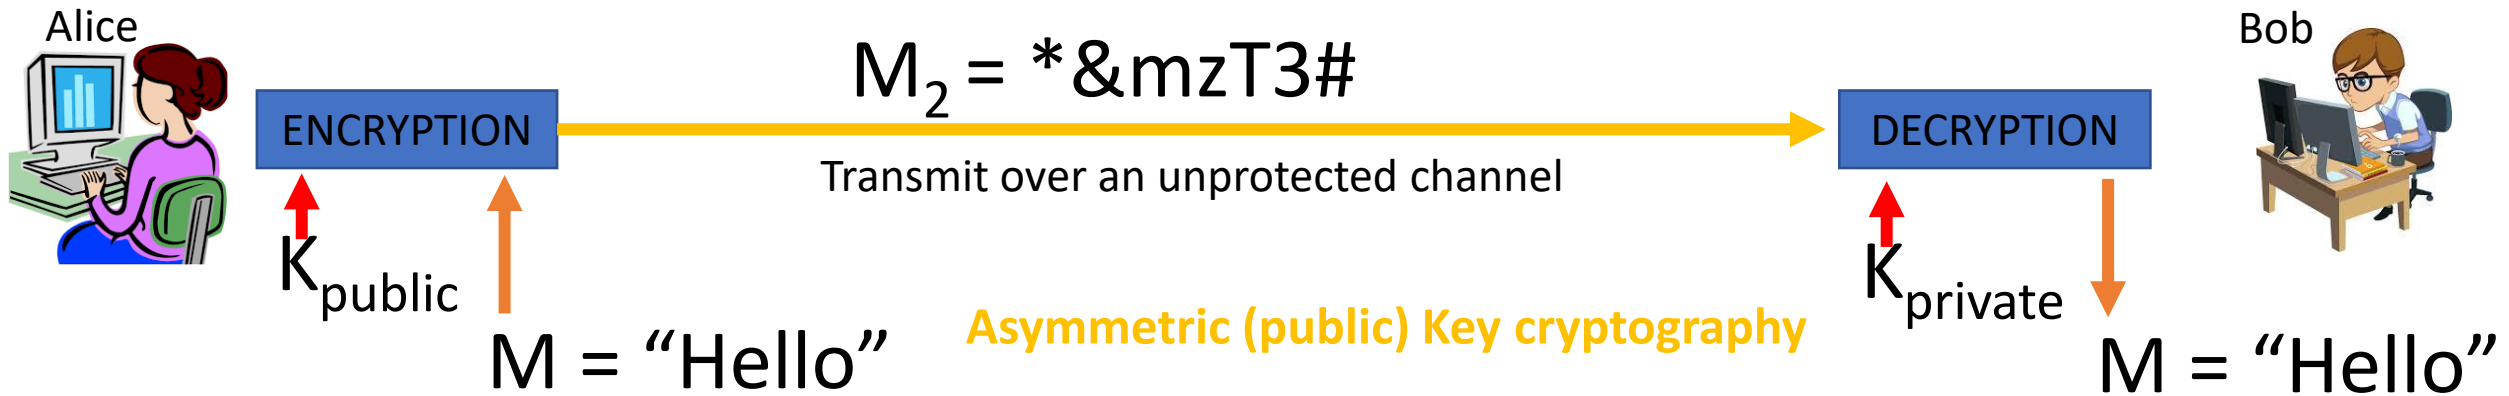 Alice
Bob
M2 = *&mzT3#
ENCRYPTION
DECRYPTION
Transmit over an unprotected channel
Kpublic
Kprivate
Asymmetric (public) Key cryptography
M = “Hello”
M = “Hello”